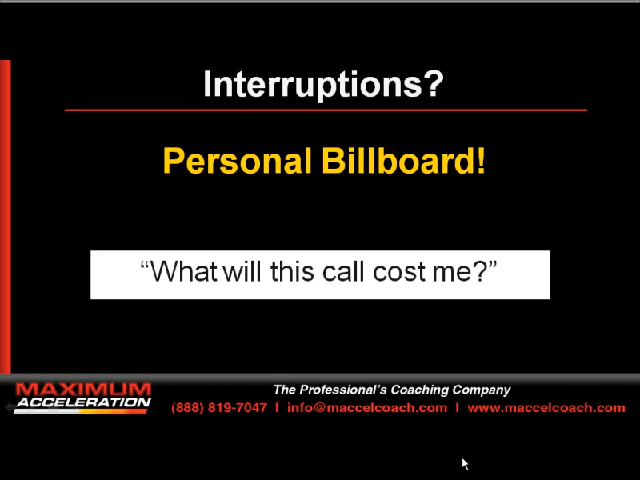 Interruptions?
Personal Billboard!
“What will this call cost me?”
MAXIMUM
ACCELERATION
The Professional's Coaching Company
(888) 819-7047 | info@maccelcoach.com | www.maccelcoach.com